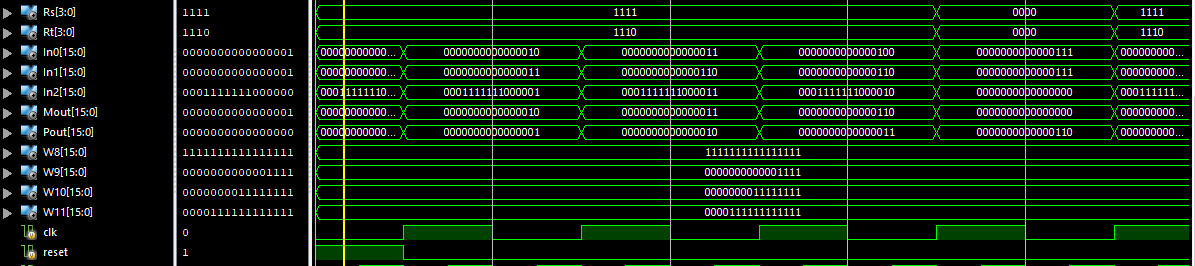 Rs[3:0] 1111 1111 0000 1111
Rt[3:0] 1110 1110 0000 1110
In0[15:0] 0000000000000001 00000000000... 0000000000000010 0000000000000011 0000000000000100 0000000000000111 000000000...
In1[15:0] 0000000000000001 00000000000... 0000000000000011 0000000000000110 0000000000000110 0000000000000111 000000000...
In2[15:0] 0001111111000000 00011111110... 0001111111000001 0001111111000011 0001111111000010 0000000000000000 000111111...
Mout[15:0] 0000000000000001 00000000000... 0000000000000010 0000000000000011 0000000000000110 0000000000000111 000000000...
Pout[15:0] 0000000000000000 00000000000... 0000000000000001 0000000000000010 0000000000000011 0000000000000110 000000000...
W8[15:0] 1111111111111111 1111111111111111
W9[15:0] 0000000000001111 0000000000001111
W10[15:0] 0000000011111111 0000000011111111
W11[15:0] 0000111111111111 0000111111111111
clk 0
reset 1